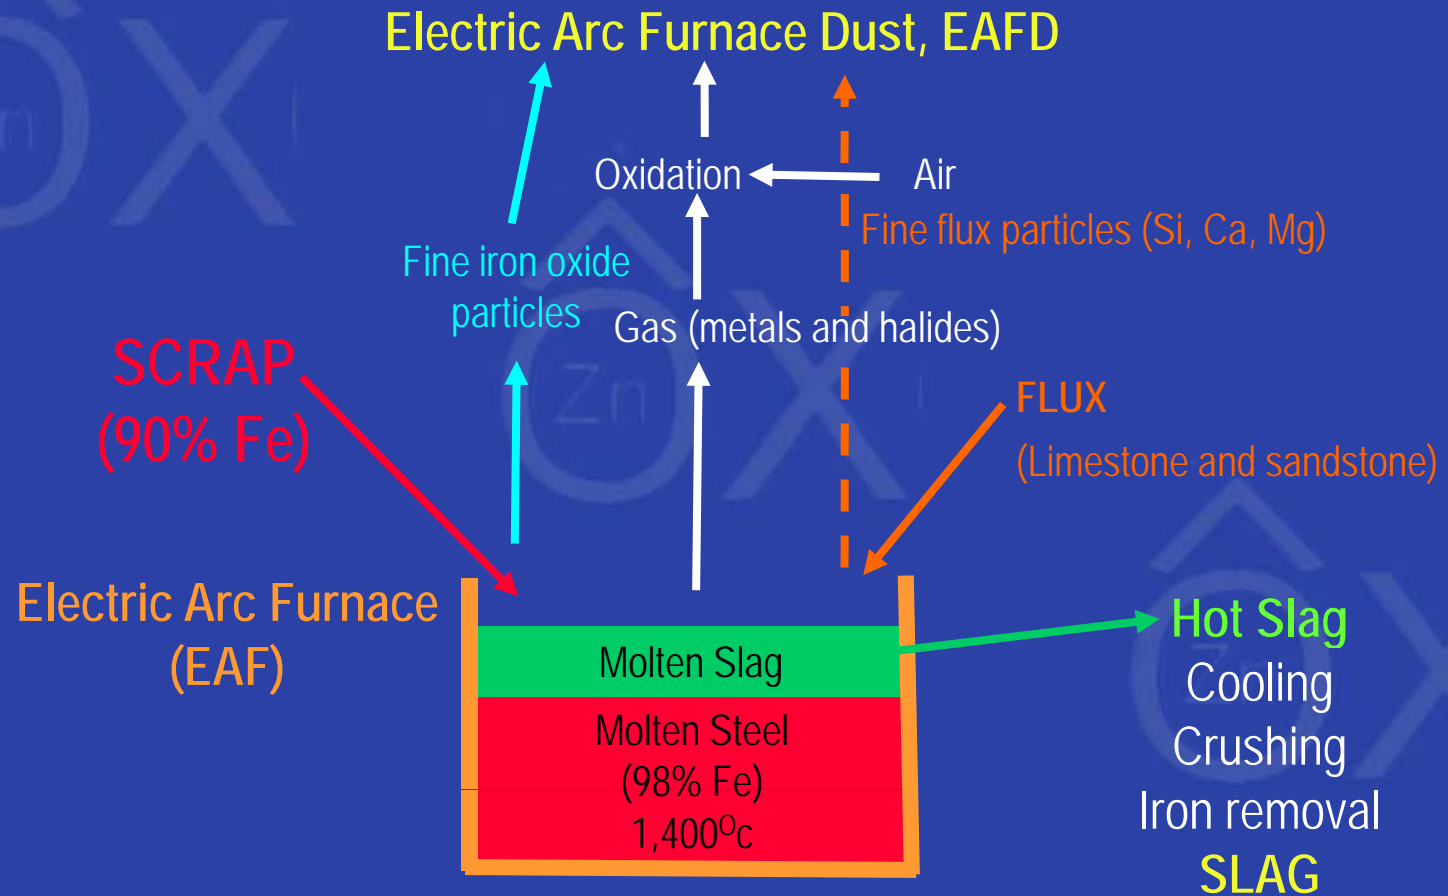 Electric Arc Furnace Dust, EAFD
Oxidation
Air
Fine flux particles (Si, Ca, Mg)
Fine iron oxide
particles
Gas (metals and halides)
SCRAP
(90% Fe)
FLUX
(Limestone and sandstone)
Electric Arc Furnace
(EAF)
Molten Slag
Molten Steel
(98% Fe)
1,400ᴼc
Hot Slag
Cooling
Crushing
Iron removal
SLAG
ZnÔX